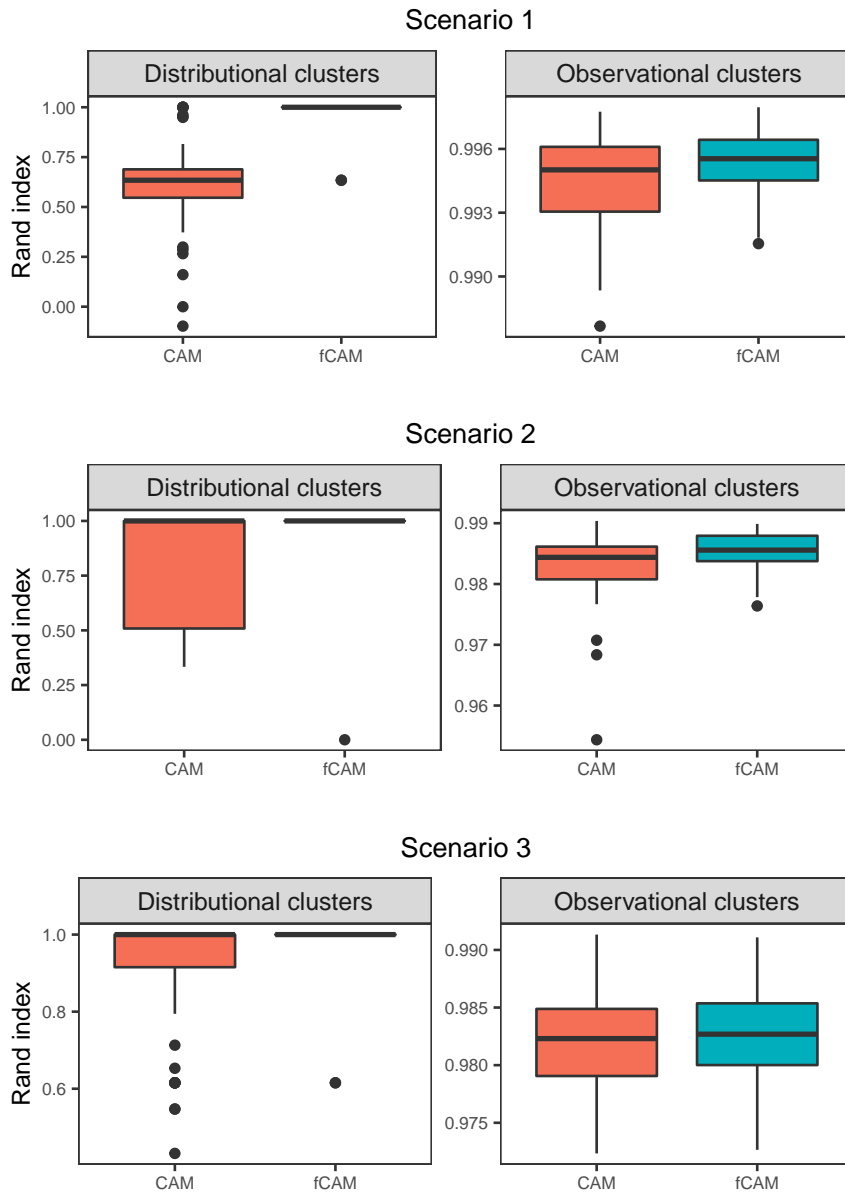 Scenario 1
Distributional clusters
Observational clusters
Rand index
1.00
0.75
0.50
0.25
0.00
0.996
0.993
0.990
CAM
fCAM
CAM
fCAM
Scenario 2
Distributional clusters
Observational clusters
Rand index
1.00
0.75
0.50
0.25
0.00
0.99
0.98
0.97
0.96
CAM
fCAM
CAM
fCAM
Scenario 3
Distributional clusters
Observational clusters
Rand index
1.0
0.8
0.6
0.990
0.985
0.980
0.975
CAM
fCAM
CAM
fCAM